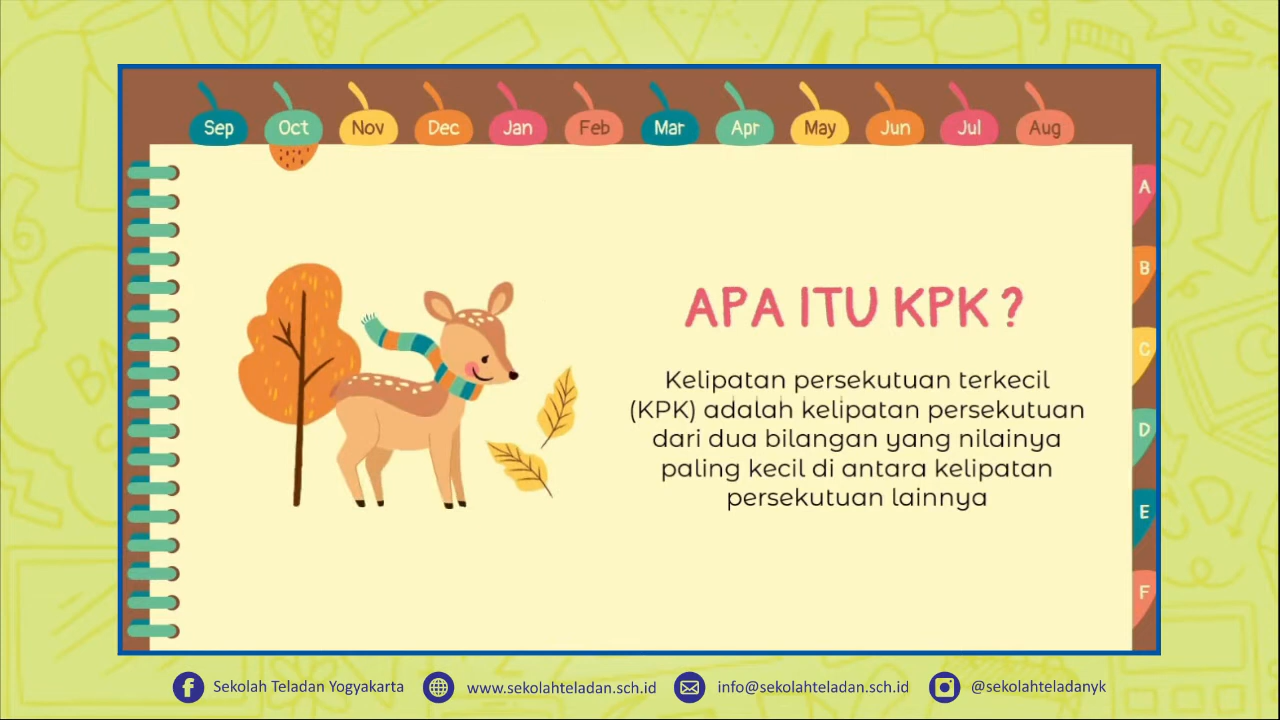 Sep Oct Nov Dec Jan Feb Mar Apr May Jun Jul Aug
A
B
C
D
E
F
APA ITU KPK ?
Kelipatan persekutuan terkecil
(KPK) adalah kelipatan persekutuan
dari dua bilangan yang nilainya
paling kecil di antara kelipatan
persekutuan lainnya
Sekolah Teladan Yogyakarta www.sekolahteladan.sch.id info@sekolahteladan.sch.id @sekolahteladanyk